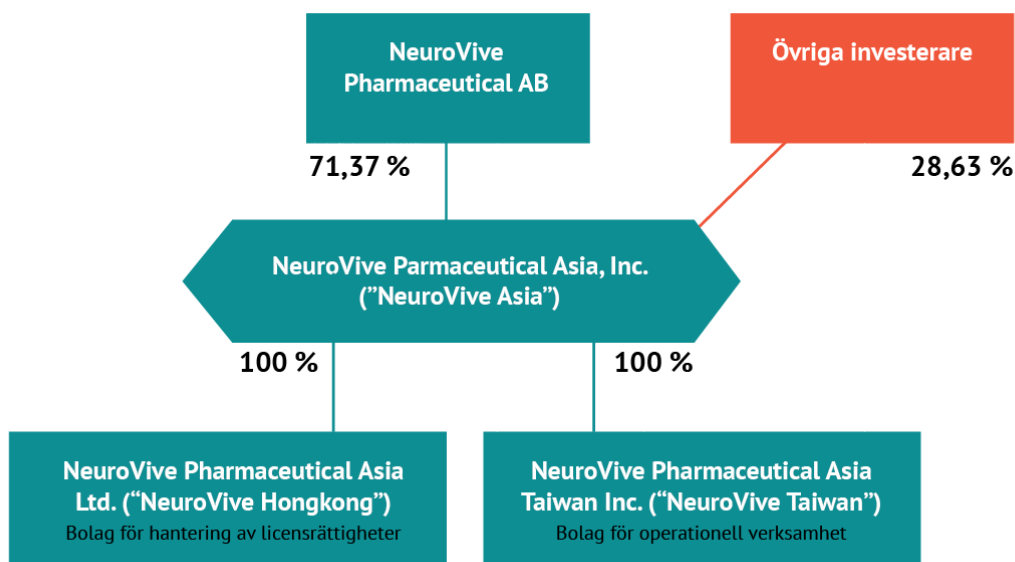 NeuroVive
Pharmaceutical AB
Övriga investerare
71,37 %
28,63 %
NeuroVive Parmaceutical Asia, Inc.
(”NeuroVive Asia”)
100 %
100 %
NeuroVive Pharmaceutical Asia
Ltd. (“NeuroVive Hongkong”)
Bolag för hantering av licensrättigheter
NeuroVive Pharmaceutical Asia
Taiwan Inc. (“NeuroVive Taiwan”)
Bolag för operationell verksamhet